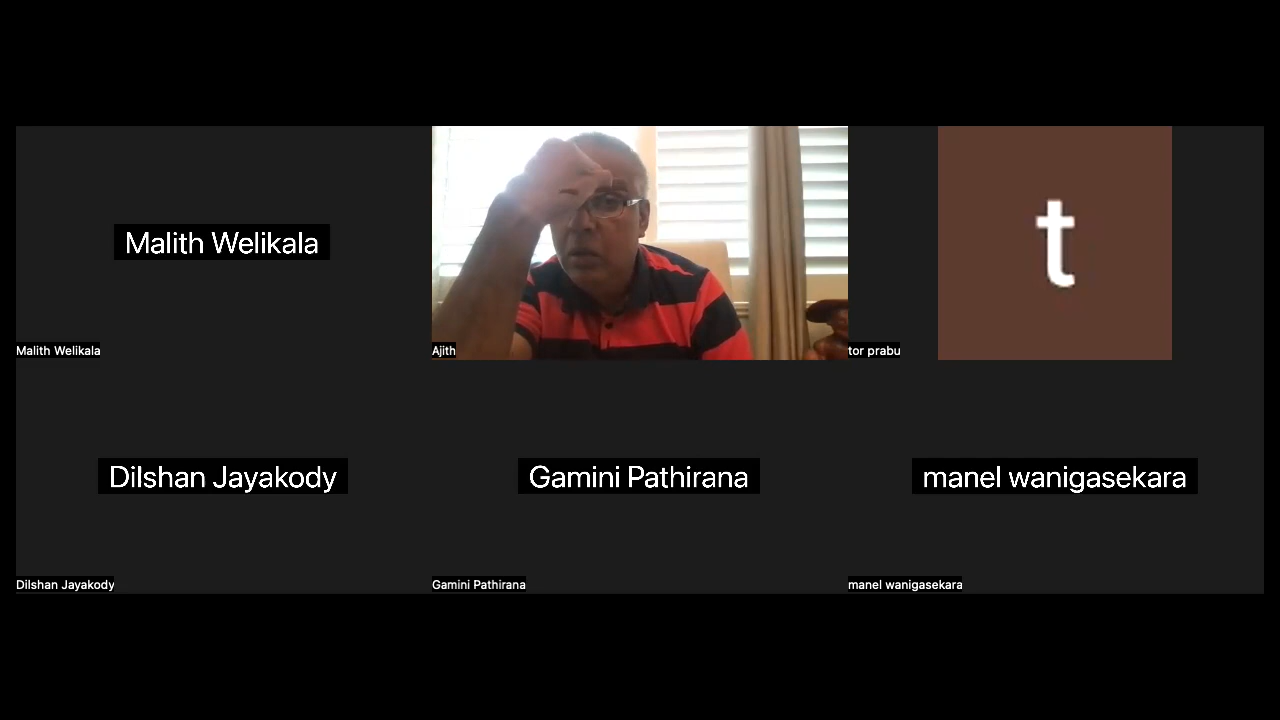 Malith Welikala
Malith Welikala
Ajith
t
tor prabu
Dilshan Jayakody
Gamini Pathirana
manel wanigasekara
Dilshan Jayakody
Gamini Pathirana
manel wanigasekara